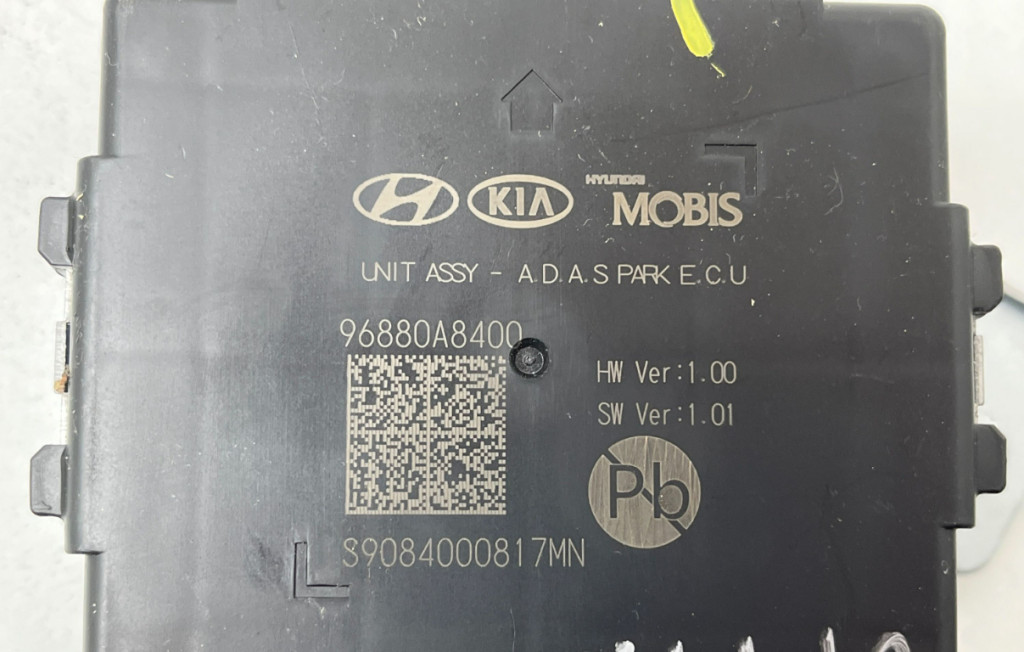 KIA
HYUNDAI
MOBIS
UNIT ASSY - A.D.A.S PARK E.C.U
96880A8400
HW Ver:1.00
SW Ver:1.01
Pb
S9084000817MN